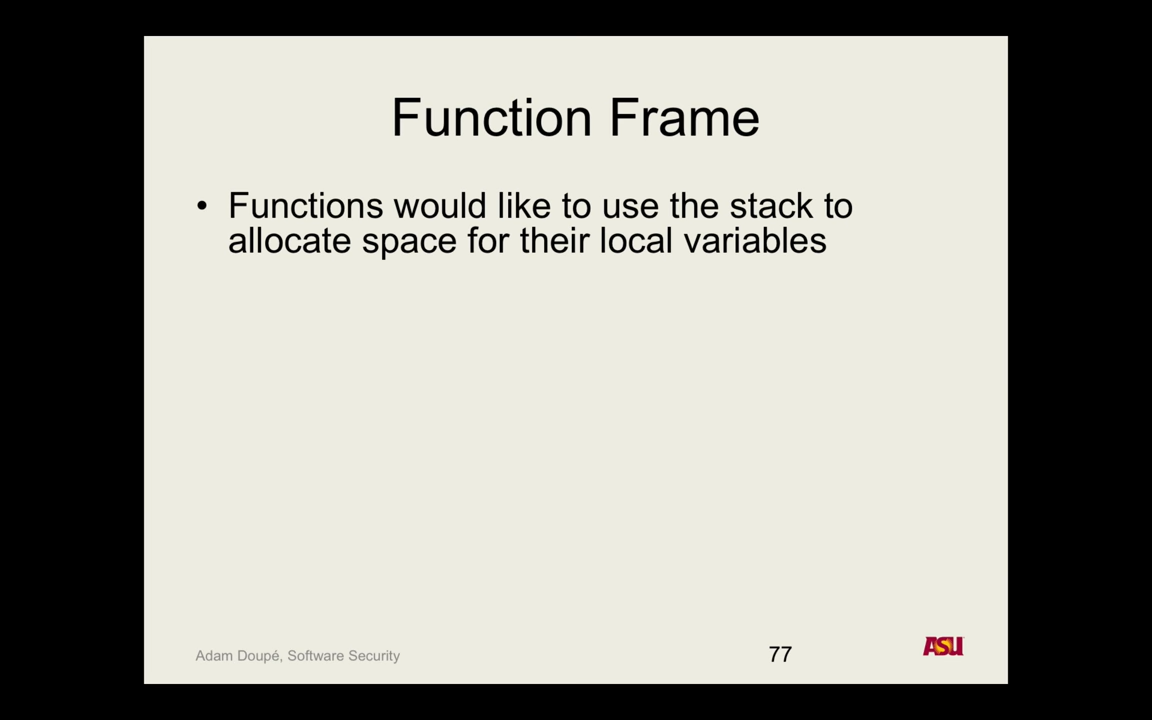 Function Frame
• Functions would like to use the stack to
allocate space for their local variables
Adam Doupé, Software Security
77
ASU